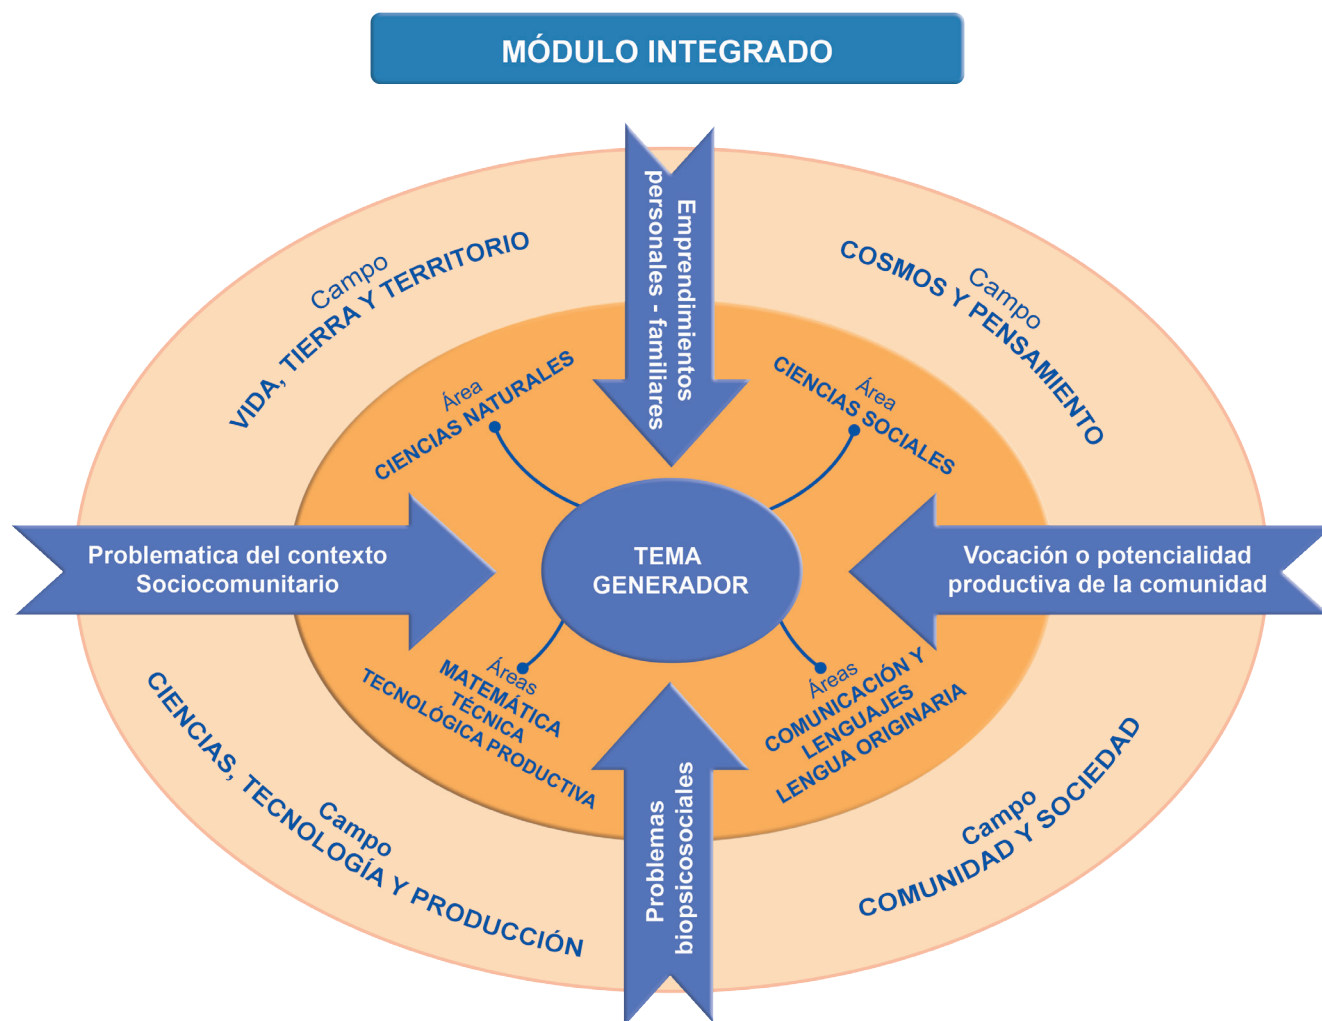 MÓDULO INTEGRADO
Emprendimientos
personales - familiares
Campo
VIDA, TIERRA Y TERRITORIO
Campo
COSMOS Y PENSAMIENTO
Área
CIENCIAS NATURALES
Área
CIENCIAS SOCIALES
Problematica del contexto
Sociocomunitario
TEMA
GENERADOR
Vocación o potencialidad
productiva de la comunidad
Áreas
MATEMÁTICA
TÉCNICA
TECNOLÓGICA PRODUCTIVA
Áreas
COMUNICACIÓN Y
LENGUAJES
LENGUA ORIGINARIA
Problemas
biopsicosociales
Campo
CIENCIAS, TECNOLOGÍA Y PRODUCCIÓN
Campo
COMUNIDAD Y SOCIEDAD